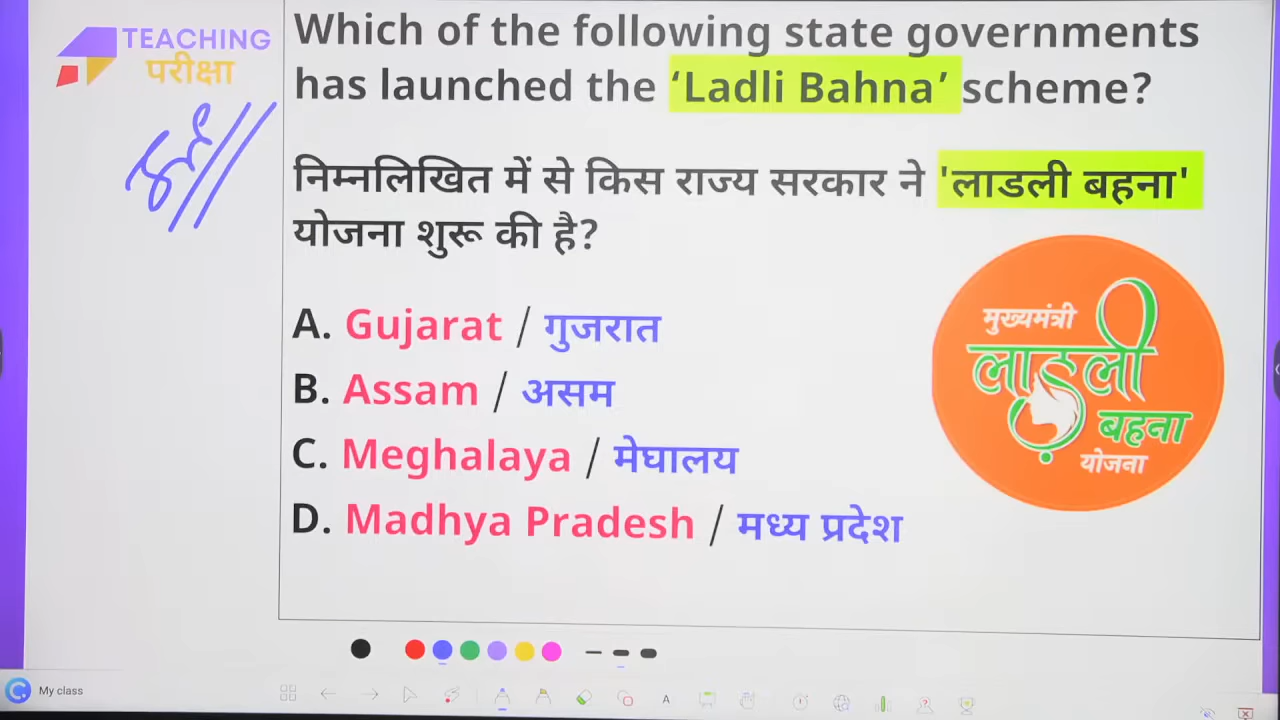 TEACHING
परीक्षा
Which of the following state governments
has launched the ‘Ladli Bahna’ scheme?
निम्नलिखित में से किस राज्य सरकार ने 'लाडली बहना'
योजना शुरू की है?
A. Gujarat / गुजरात
B. Assam / असम
C. Meghalaya / मेघालय
D. Madhya Pradesh / मध्य प्रदेश
मुख्यमंत्री
लाड़ली
बहना
योजना
My class